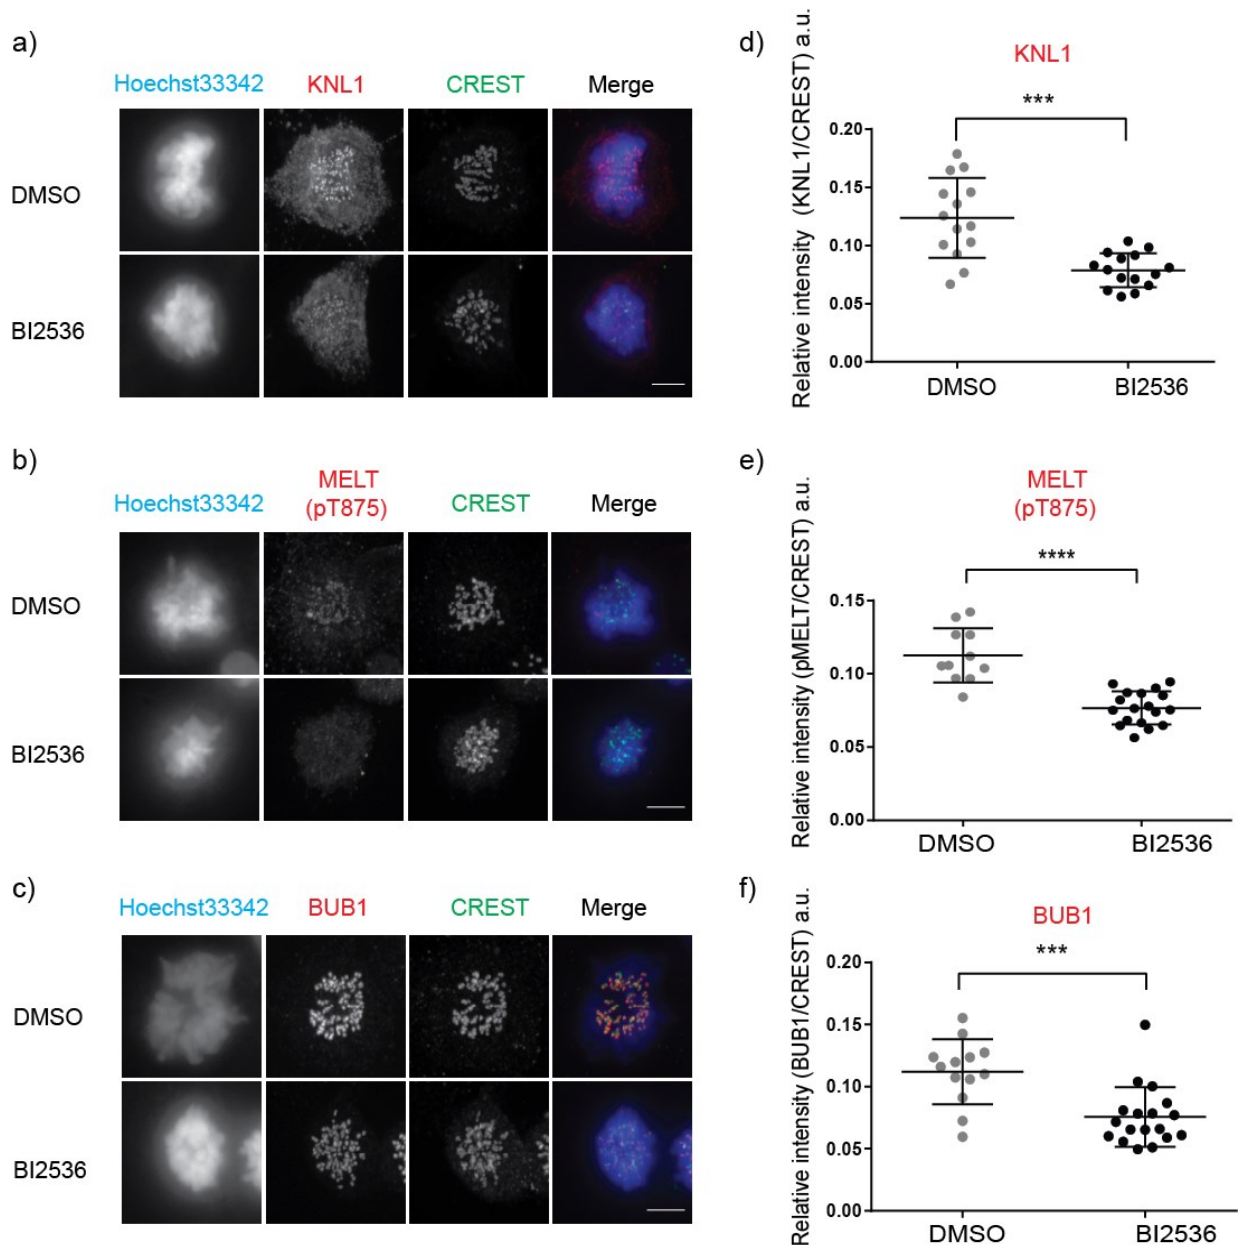 a)
Hoechst33342 KNL1 CREST Merge
DMSO
BI2536
b)
Hoechst33342 MELT (pT875) CREST Merge
DMSO
BI2536
c)
Hoechst33342 BUB1 CREST Merge
DMSO
BI2536
d)
KNL1
***
Relative intensity (KNL1/CREST) a.u.
0.20
0.15
0.10
0.05
0.00
DMSO BI2536
e)
MELT
(pT875)
****
Relative intensity (pMELT/CREST) a.u.
0.15
0.10
0.05
0.00
DMSO BI2536
f)
BUB1
***
Relative intensity (BUB1/CREST) a.u.
0.20
0.15
0.10
0.05
0.00
DMSO BI2536